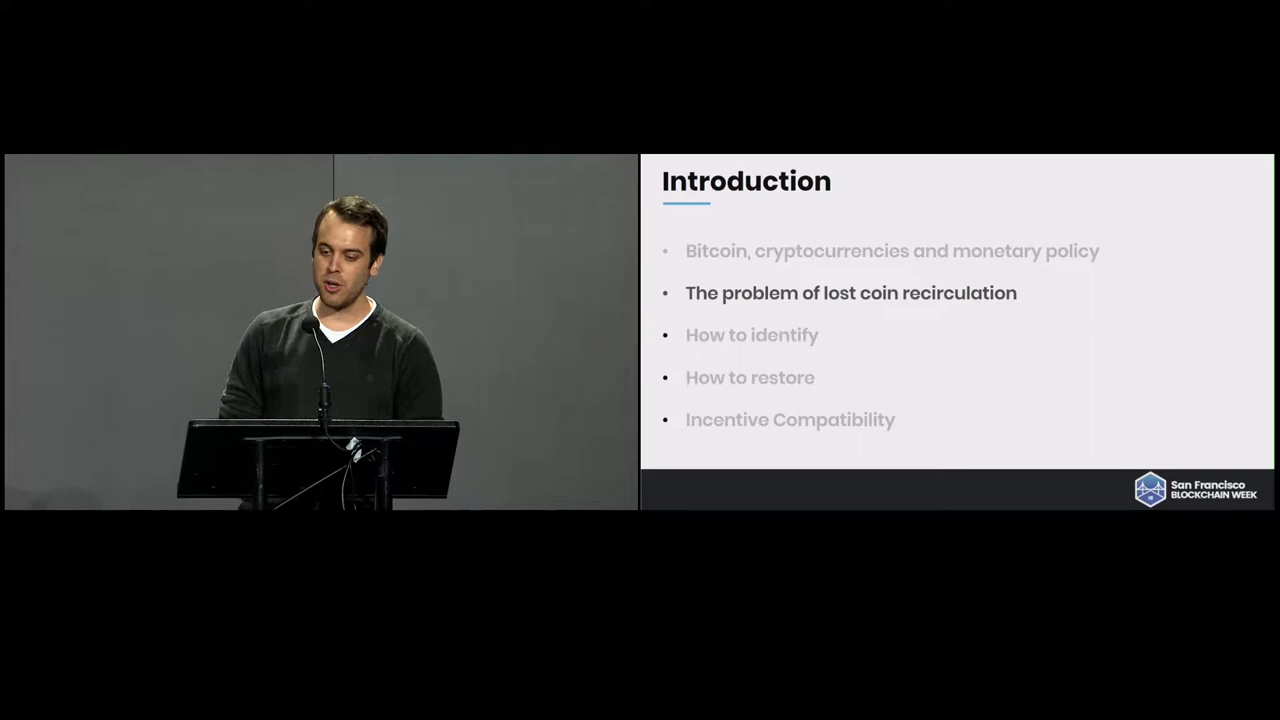 Introduction
• Bitcoin, cryptocurrencies and monetary policy
• The problem of lost coin recirculation
• How to identify
• How to restore
• Incentive Compatibility
San Francisco
BLOCKCHAIN WEEK